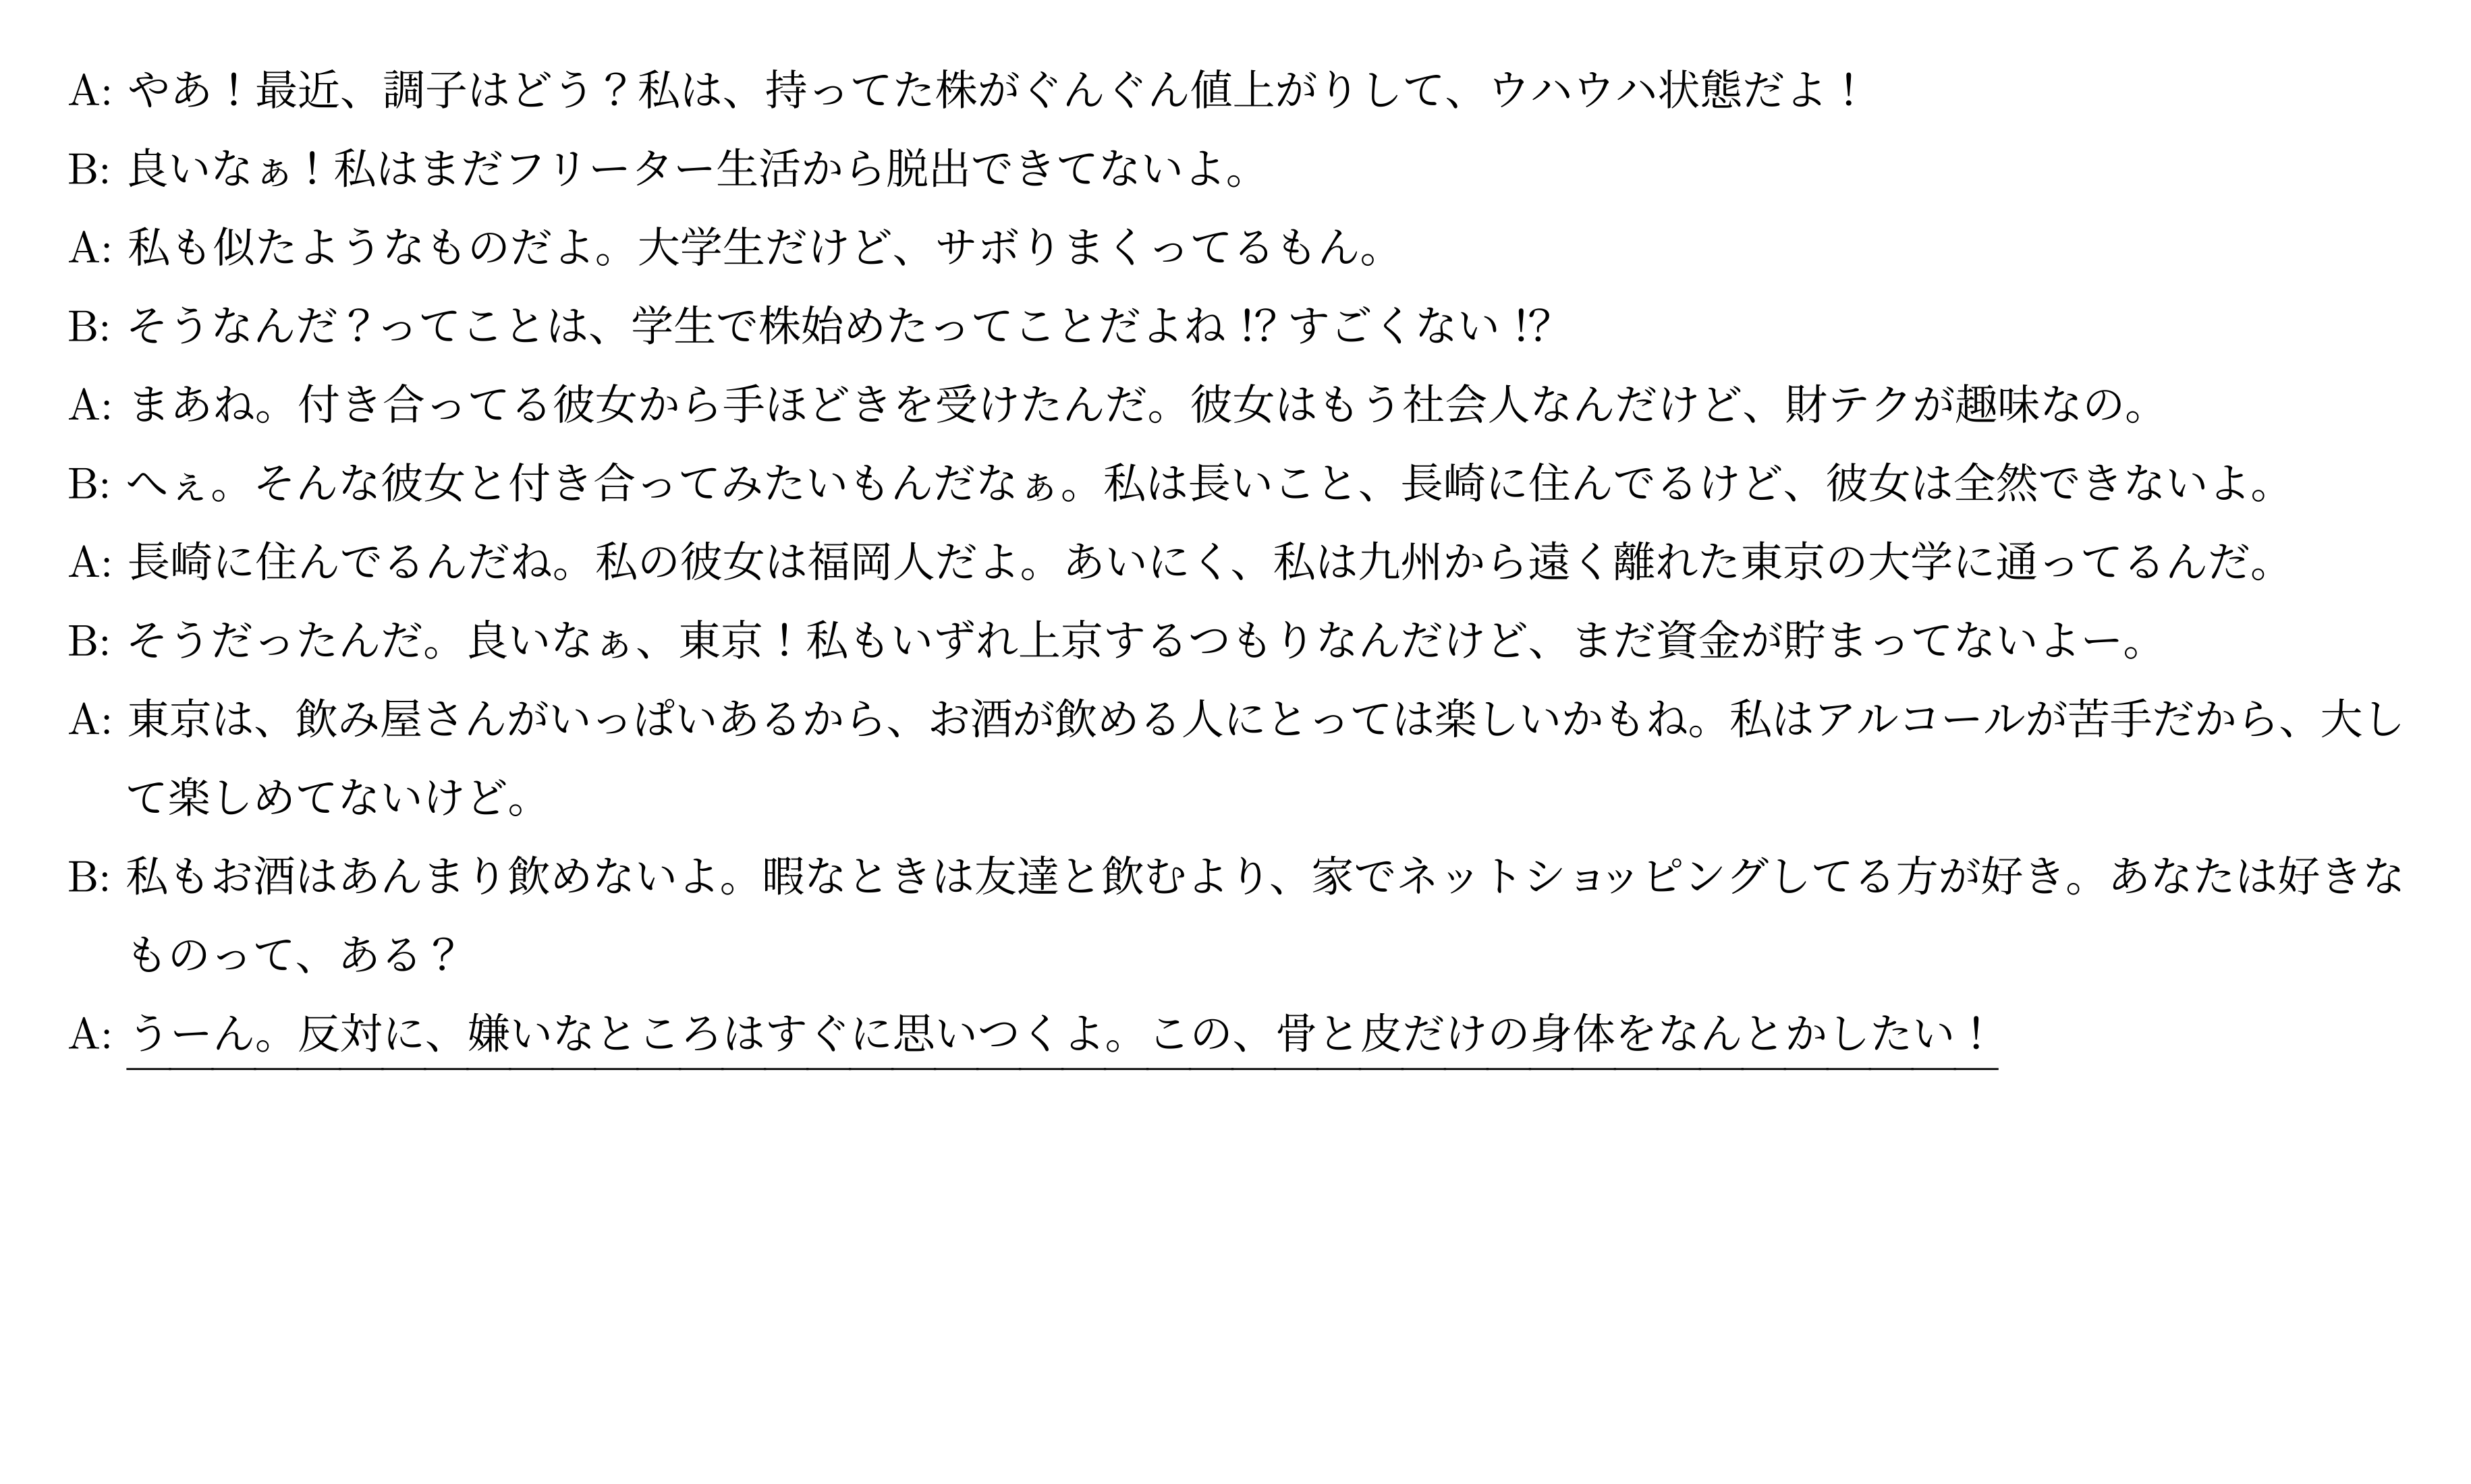 A: やあ！最近、調子はどう？私は、持ってた株がぐんぐん値上がりして、ウハウハ状態だよ！
B: 良いなぁ！私はまだフリーター生活から脱出できてないよ。
A: 私も似たようなものだよ。大学生だけど、サボりまくってるもん。
B: そうなんだ？ってことは、学生で株始めたってことだよね⁉すごくない⁉
A: まあね。付き合ってる彼女から手ほどきを受けたんだ。彼女はもう社会人なんだけど、財テクが趣味なの。
B: へぇ。そんな彼女と付き合ってみたいもんだなぁ。私は長いこと、長崎に住んでるけど、彼女は全然できないよ。
A: 長崎に住んでるんだね。私の彼女は福岡人だよ。あいにく、私は九州から遠く離れた東京の大学に通ってるんだ。
B: そうだったんだ。良いなぁ、東京！私もいずれ上京するつもりなんだけど、まだ資金が貯まってないよー。
A: 東京は、飲み屋さんがいっぱいあるから、お酒が飲める人にとっては楽しいかもね。私はアルコールが苦手だから、大し
て楽しめてないけど。
B: 私もお酒はあんまり飲めないよ。暇なときは友達と飲むより、家でネットショッピングしてる方が好き。あなたは好きな
ものって、ある？
A: うーん。反対に、嫌いなところはすぐに思いつくよ。この、骨と皮だけの身体をなんとかしたい！